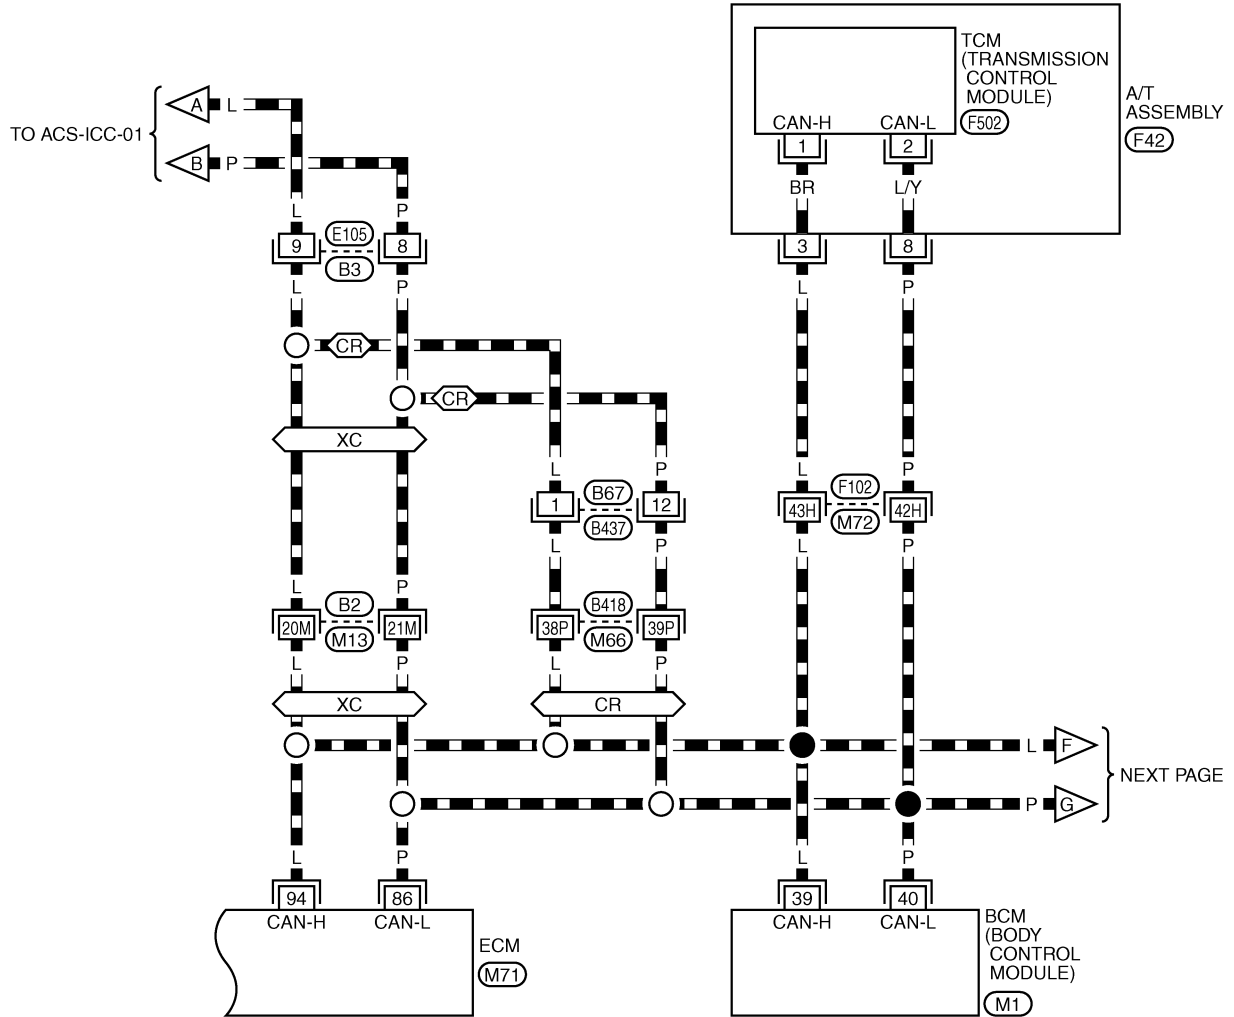 TCM
(TRANSMISSION
CONTROL
MODULE)
F502
A/T
ASSEMBLY
F42
CAN-H
CAN-L
1
2
BR
L/Y
3
8
TO ACS-ICC-01
A
L
B
P
L
P
9
E105
8
B3
L
P
L
P
CR
CR
XC
L
P
L
P
1
B67
12
B437
43H
F102
42H
M72
L
P
L
P
L
P
20M
B2
21M
M13
38P
B418
39P
M66
L
P
L
P
XC
CR
L
F
NEXT PAGE
P
G
L
P
L
P
94
86
39
40
CAN-H
CAN-L
CAN-H
CAN-L
ECM
M71
BCM
(BODY
CONTROL
MODULE)
M1